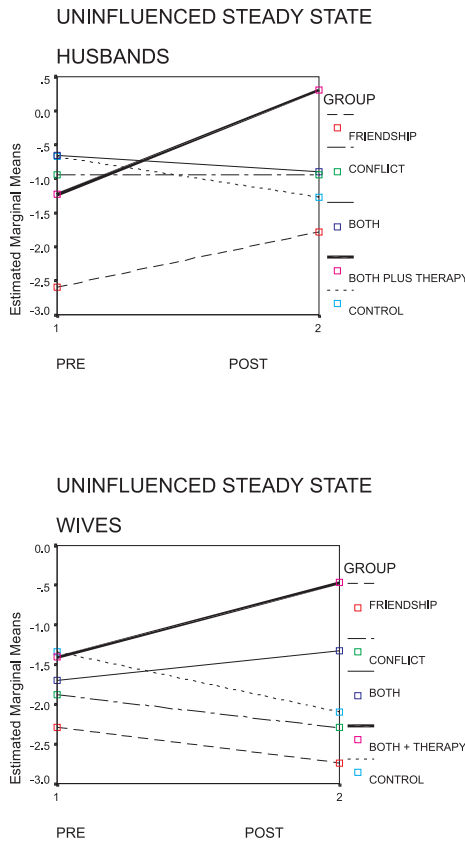 UNINFLUENCED STEADY STATE
HUSBANDS
Estimated Marginal Means
.5
0.0
-.5
-1.0
-1.5
-2.0
-2.5
-3.0
1
2
PRE
POST
GROUP
FRIENDSHIP
CONFLICT
BOTH
BOTH PLUS THERAPY
CONTROL
UNINFLUENCED STEADY STATE
WIVES
Estimated Marginal Means
0.0
-.5
-1.0
-1.5
-2.0
-2.5
-3.0
1
2
PRE
POST
GROUP
FRIENDSHIP
CONFLICT
BOTH
BOTH + THERAPY
CONTROL